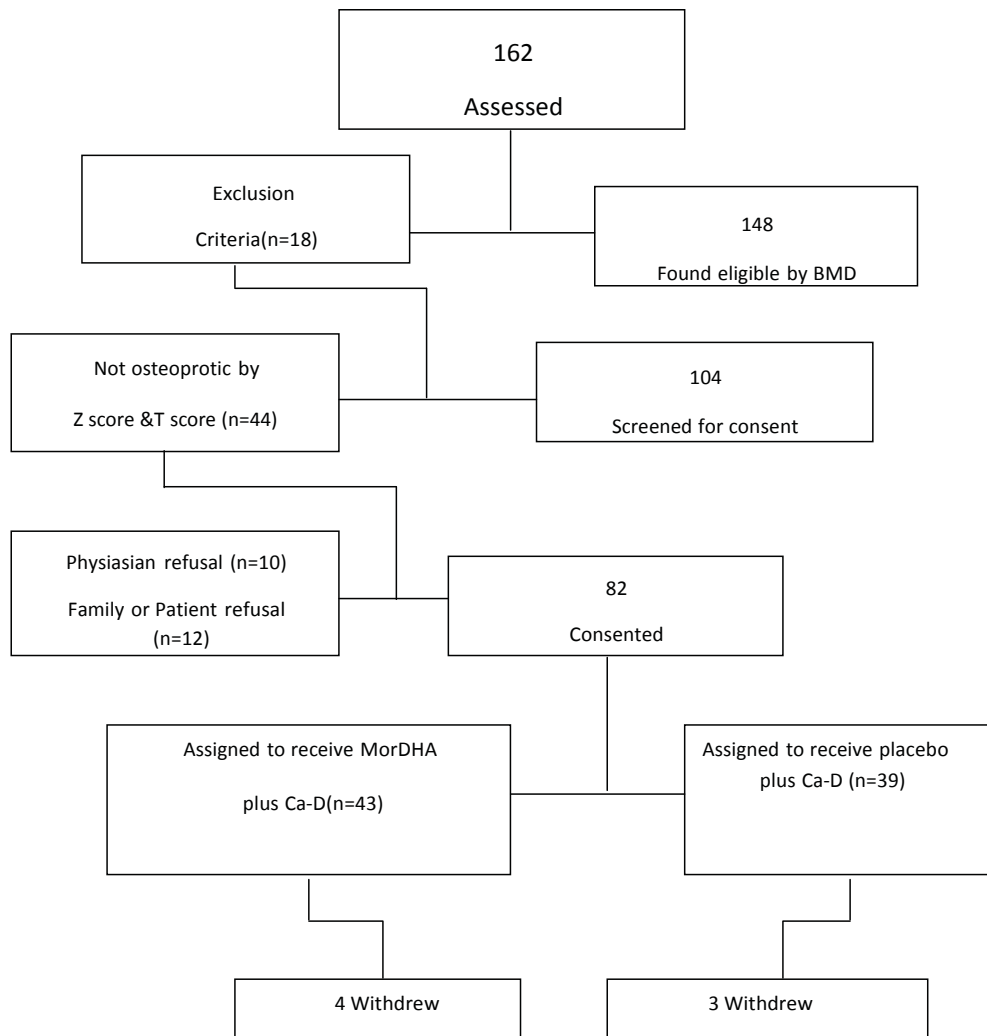 162
Assessed
Exclusion
Criteria(n=18)
148
Found eligible by BMD
Not osteoprotic by
Z score &T score (n=44)
104
Screened for consent
Physiasian refusal (n=10)
Family or Patient refusal
(n=12)
82
Consented
Assigned to receive MorDHA
plus Ca-D(n=43)
Assigned to receive placebo
plus Ca-D (n=39)
4 Withdrew
3 Withdrew